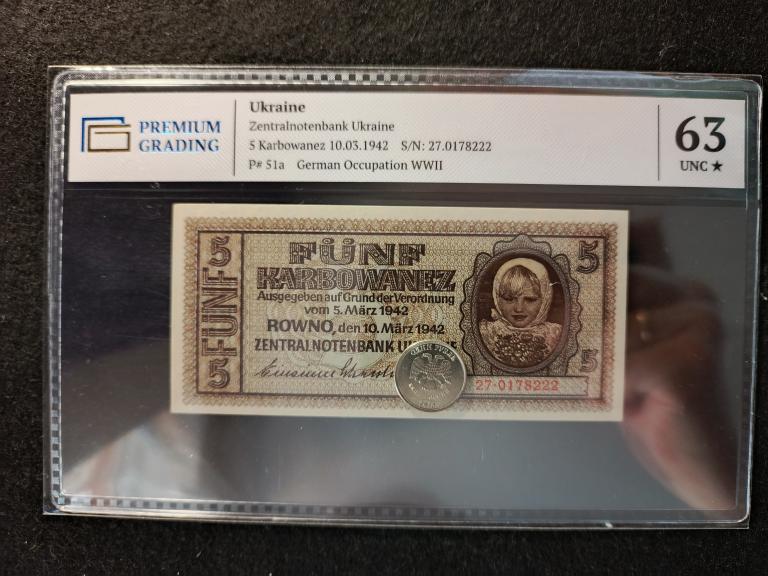 PREMIUM
GRADING
Ukraine
Zentralnotenbank Ukraine
5 Karbowanez 10.03.1942 S/N: 27.0178222
P# 51a German Occupation WWII
63
UNC ★
5
FÜNF
5
FÜNF
KARBOWANEZ
Ausgegeben auf Grund der Verordnung
vom 5. März 1942
ROWNO, den 10. März 1942
ZENTRALNOTENBANK U
5
5
27·0178222